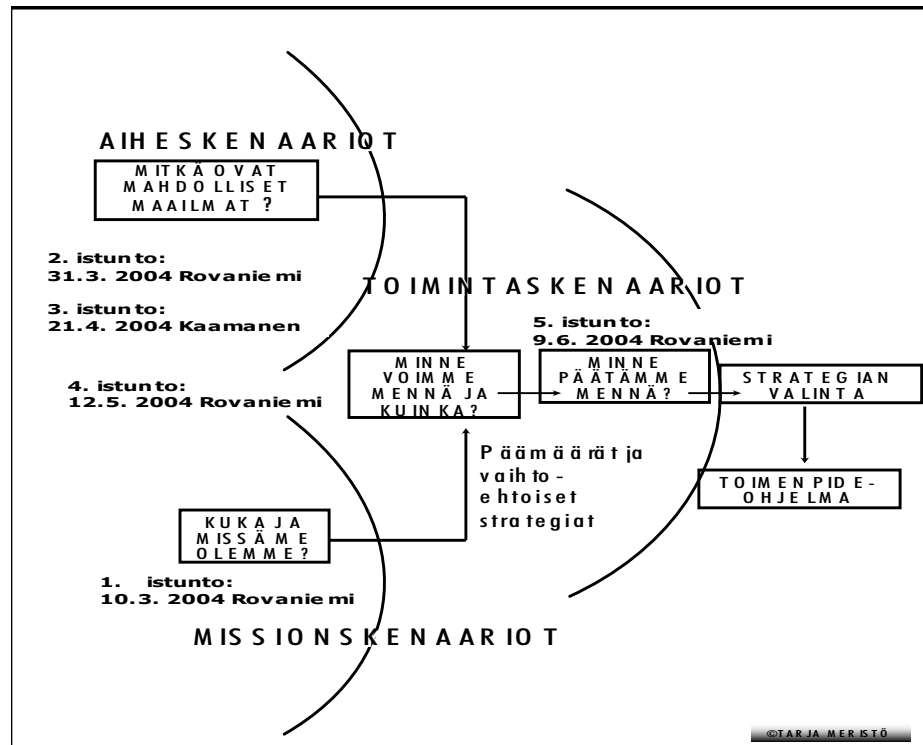 AIHESKENAARIOT
MITKÄ OVAT
MAHDOLLISET
MAAILMAT ?
2. istunto:
31.3. 2004 Rovaniemi
3. istunto:
21.4. 2004 Kaamanen
TOIMINTASKENAARIOT
5. istunto:
9.6. 2004 Rovaniemi
MINNE
VOIMME
MENNÄ JA
KUINKA?
MINNE
PÄÄTÄMME
MENNÄ?
STRATEGIAN
VALINTA
4. istunto:
12.5. 2004 Rovaniemi
Päämäärät ja
vaihto-
ehtoiset
strategiat
TOIMENPIDE-
OHJELMA
KUKA JA
MISSÄ ME
OLEMME?
1. istunto:
10.3. 2004 Rovaniemi
MISSIONSKENAARIOT
©TARJA MERISTÖ